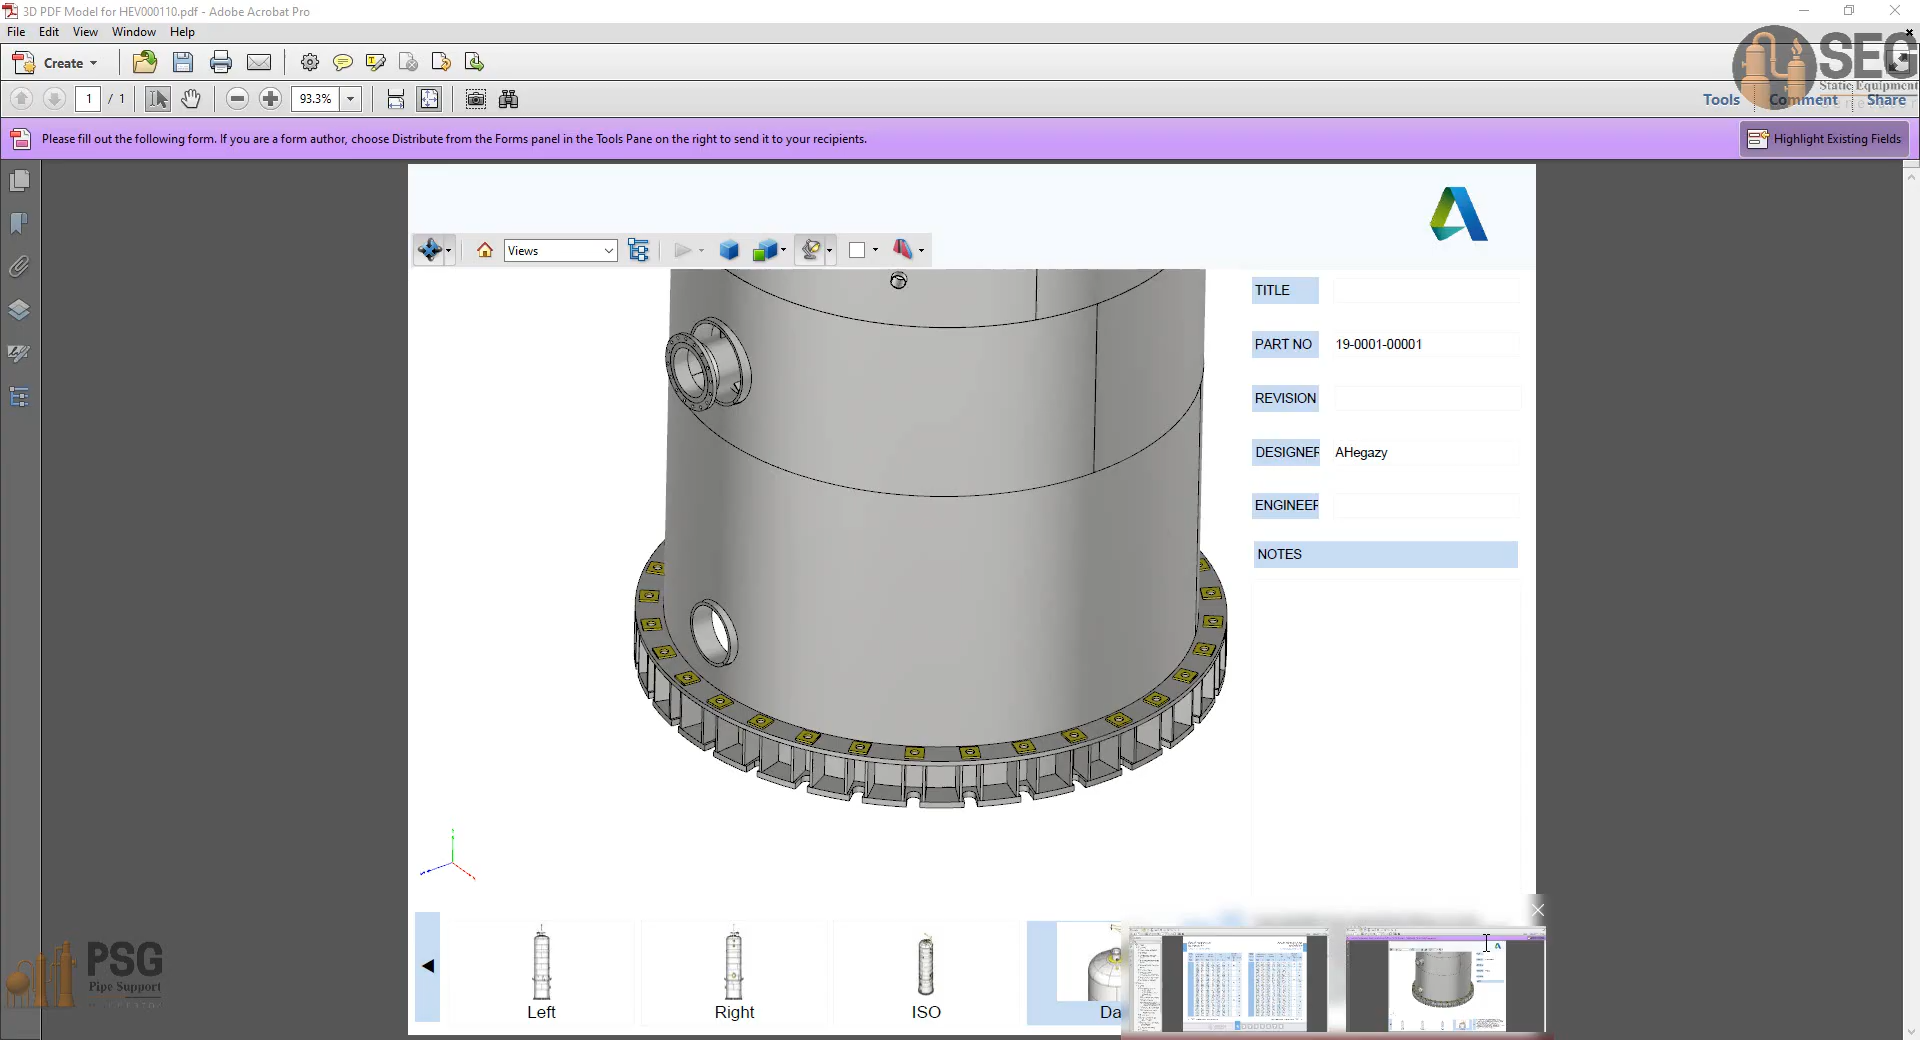 3D PDF Model for HEV000110.pdf - Adobe Acrobat Pro
File Edit View Window Help
Create
SEG
Static Equipment
1 / 1
93.3%
Tools Comment Share
Please fill out the following form. If you are a form author, choose Distribute from the Forms panel in the Tools Pane on the right to send it to your recipients.
Highlight Existing Fields
Views
TITLE
PART NO 19-0001-00001
REVISION
DESIGNER AHegazy
ENGINEER
NOTES
PSG
Pipe Support
Left
Right
ISO
Da